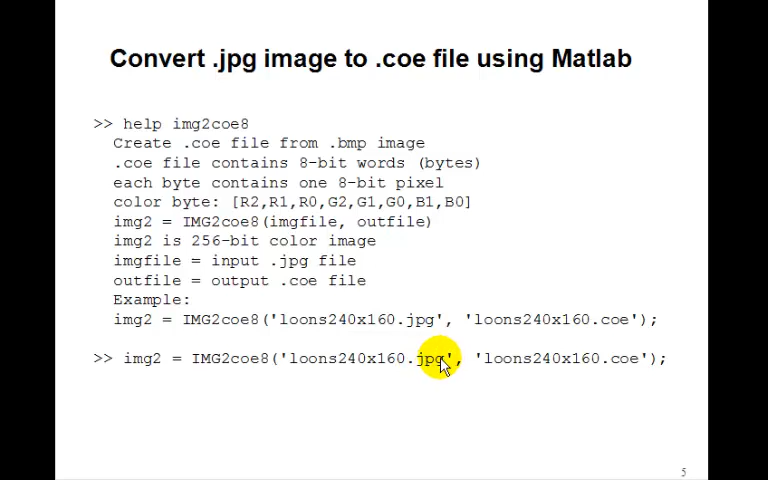 Convert .jpg image to .coe file using Matlab
>> help img2coe8
Create .coe file from .bmp image
.coe file contains 8-bit words (bytes)
each byte contains one 8-bit pixel
color byte: [R2,R1,R0,G2,G1,G0,B1,B0]
img2 = IMG2coe8(imgfile, outfile)
img2 is 256-bit color image
imgfile = input .jpg file
outfile = output .coe file
Example:
img2 = IMG2coe8('loons240x160.jpg', 'loons240x160.coe');
>> img2 = IMG2coe8('loons240x160.jpg', 'loons240x160.coe');
5